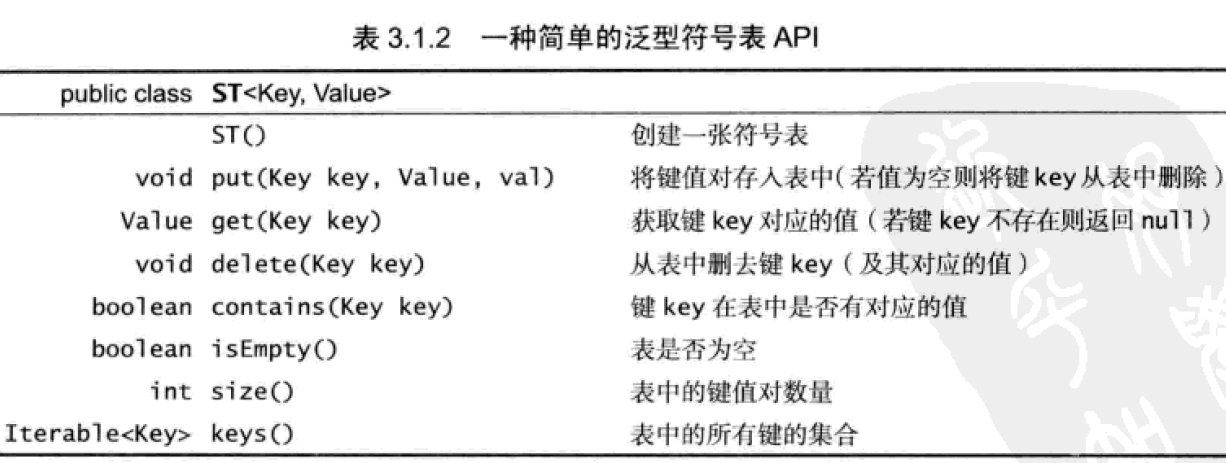 表 3.1.2 一种简单的泛型符号表 API
public class ST<Key, Value>
ST() 创建一张符号表
void put(Key key, Value, val) 将键值对存入表中（若值为空则将键 key 从表中删除）
Value get(Key key) 获取键 key 对应的值（若键 key 不存在则返回 null）
void delete(Key key) 从表中删去键 key（及其对应的值）
boolean contains(Key key) 键 key 在表中是否有对应的值
boolean isEmpty() 表是否为空
int size() 表中的键值对数量
Iterable<Key> keys() 表中的所有键的集合